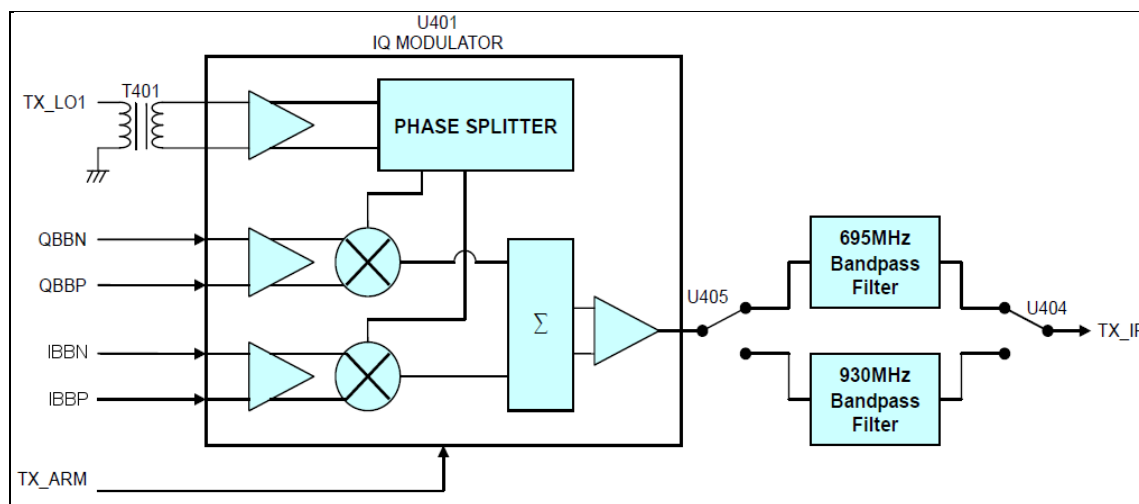 U401
IQ MODULATOR
TX_LO1
T401
PHASE SPLITTER
QBBN
QBBP
IBBN
IBBP
TX_ARM
Σ
U405
695MHz
Bandpass
Filter
930MHz
Bandpass
Filter
U404